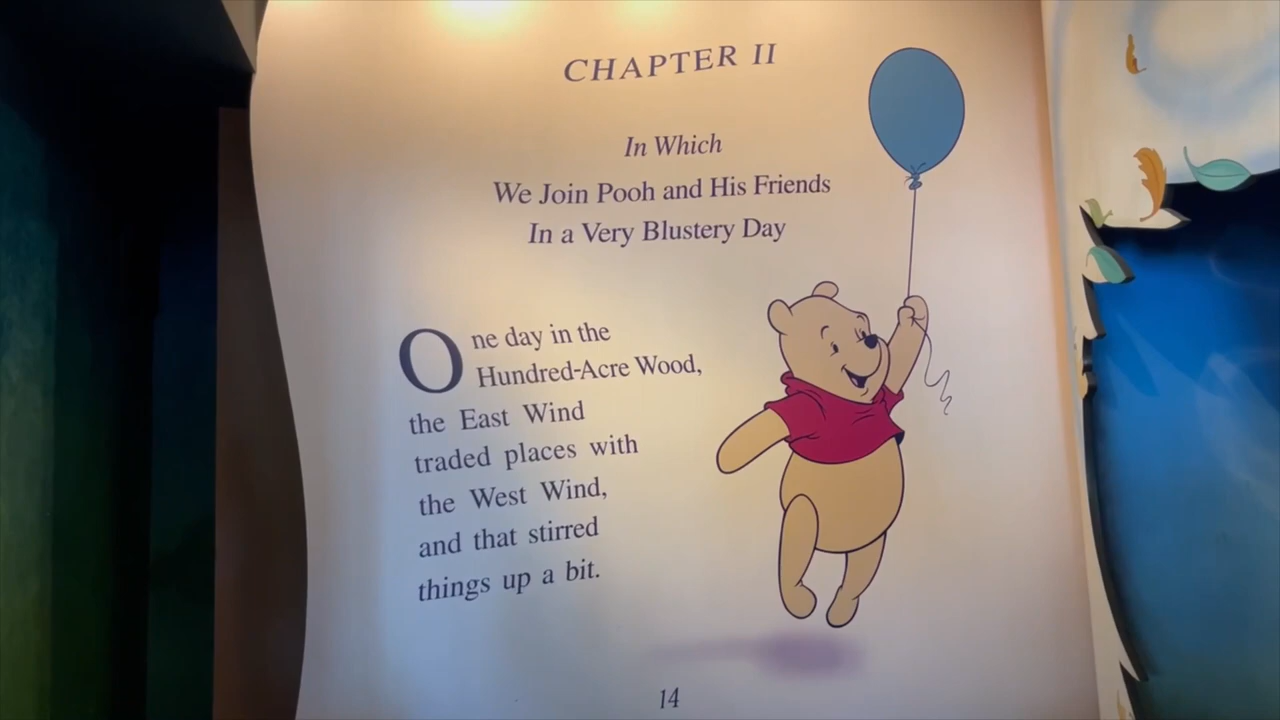 CHAPTER II
In Which
We Join Pooh and His Friends
In a Very Blustery Day
One day in the
Hundred-Acre Wood,
the East Wind
traded places with
the West Wind,
and that stirred
things up a bit.
14